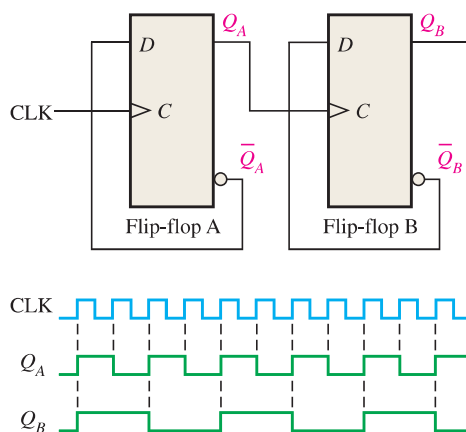 Q_A
Q_B
D
D
CLK
C
C
Q̅_A
Q̅_B
Flip-flop A
Flip-flop B
CLK
Q_A
Q_B